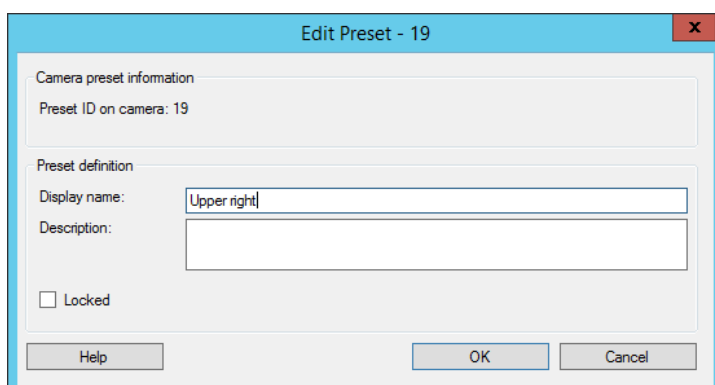 Edit Preset - 19
x
Camera preset information
Preset ID on camera: 19
Preset definition
Display name: Upper right
Description:
Locked
Help OK Cancel